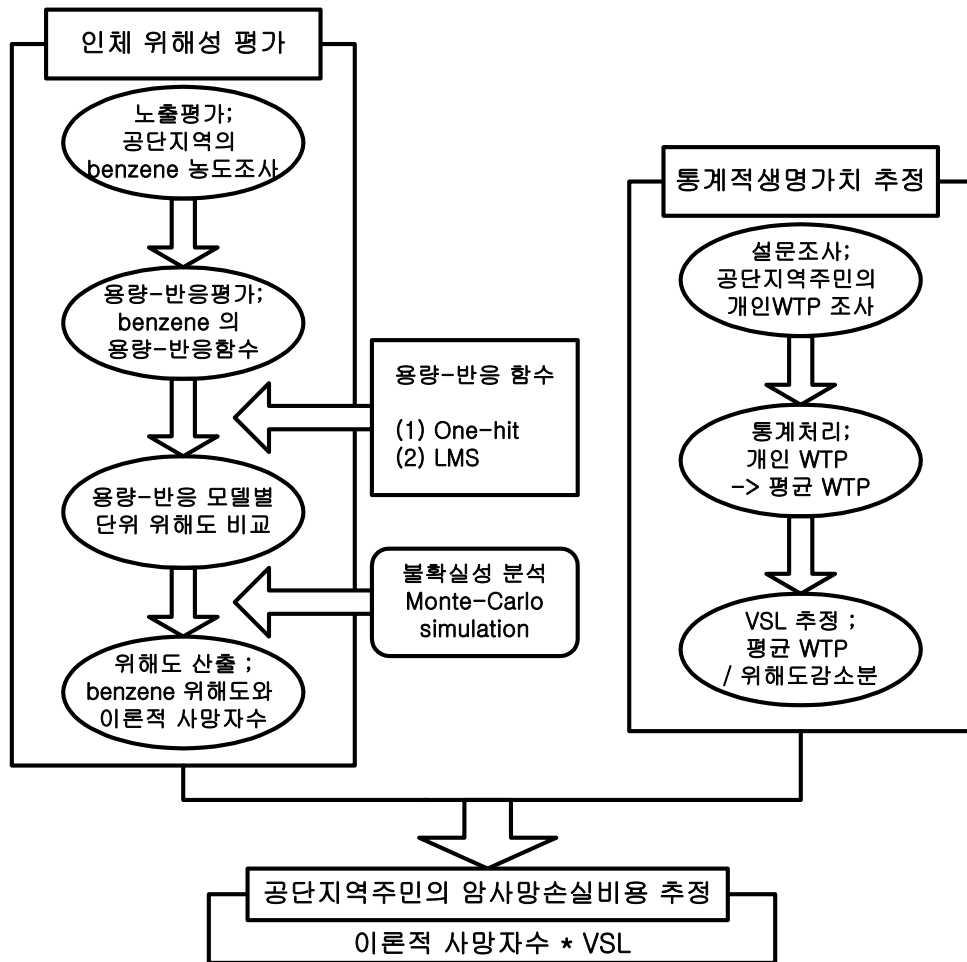 인체 위해성 평가
노출평가;
공단지역의
benzene 농도조사
용량-반응평가;
benzene 의
용량-반응함수
용량-반응 함수
(1) One-hit
(2) LMS
용량-반응 모델별
단위 위해도 비교
불확실성 분석
Monte-Carlo
simulation
위해도 산출 ;
benzene 위해도와
이론적 사망자수
통계적생명가치 추정
설문조사;
공단지역주민의
개인WTP 조사
통계처리;
개인 WTP
-> 평균 WTP
VSL 추정 ;
평균 WTP
/ 위해도감소분
공단지역주민의 암사망손실비용 추정
이론적 사망자수 * VSL